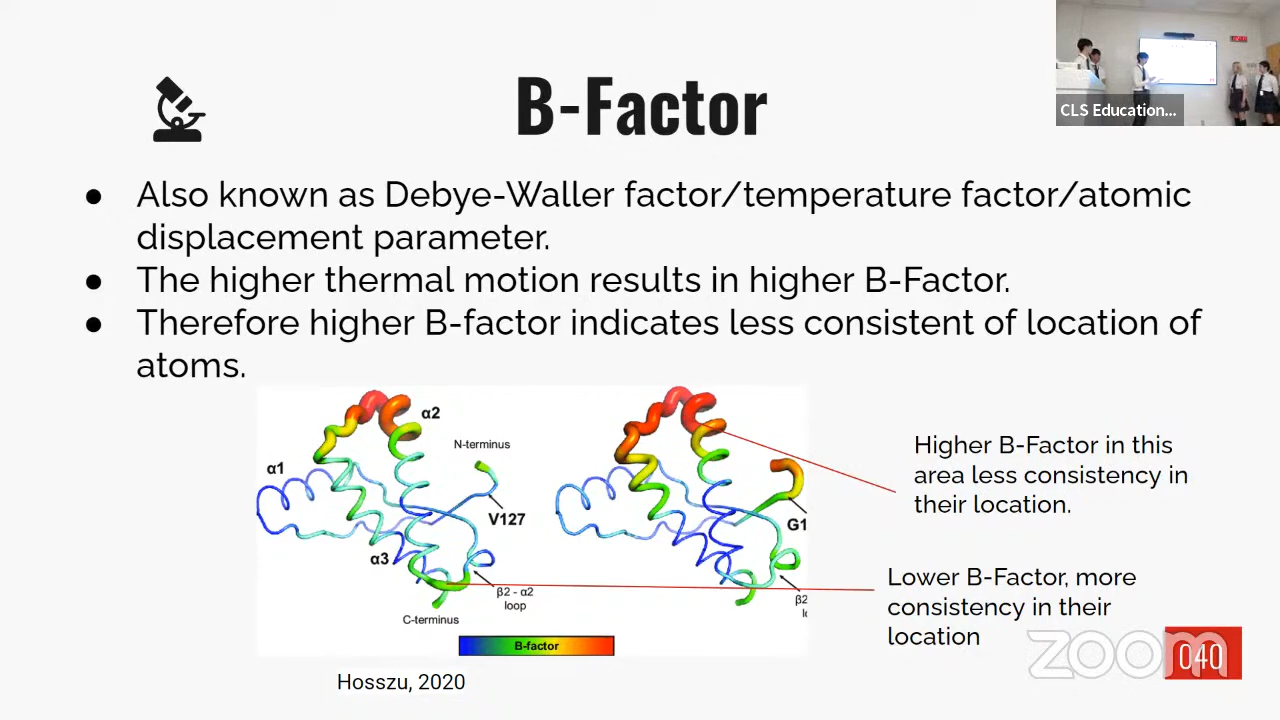 CLS Education...
B-Factor
● Also known as Debye-Waller factor/temperature factor/atomic
displacement parameter.
● The higher thermal motion results in higher B-Factor.
● Therefore higher B-factor indicates less consistent of location of
atoms.
α2
N-terminus
α1
V127
α3
β2 - α2
loop
C-terminus
B-factor
G1
β2
Higher B-Factor in this
area less consistency in
their location.
Lower B-Factor, more
consistency in their
location
Hosszu, 2020
zoom
040